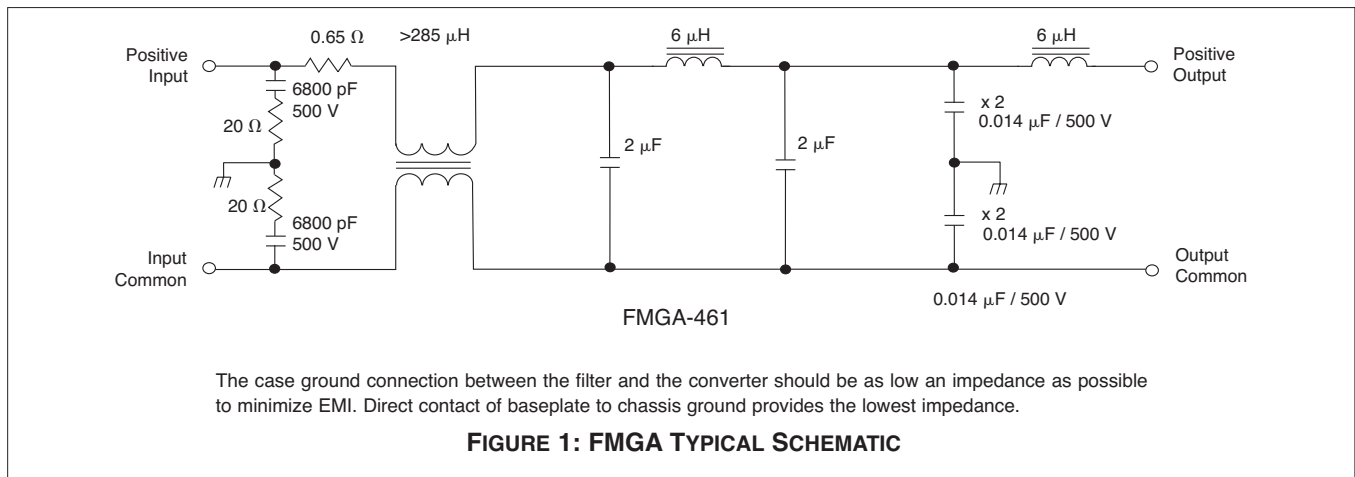 0.65 Ω
>285 μH
6 μH
6 μH
Positive
Input
Positive
Output
6800 pF
500 V
x 2
0.014 μF / 500 V
20 Ω
2 μF
2 μF
20 Ω
x 2
0.014 μF / 500 V
6800 pF
500 V
Input
Common
Output
Common
0.014 μF / 500 V
FMGA-461
The case ground connection between the filter and the converter should be as low an impedance as possible
to minimize EMI. Direct contact of baseplate to chassis ground provides the lowest impedance.
FIGURE 1: FMGA TYPICAL SCHEMATIC